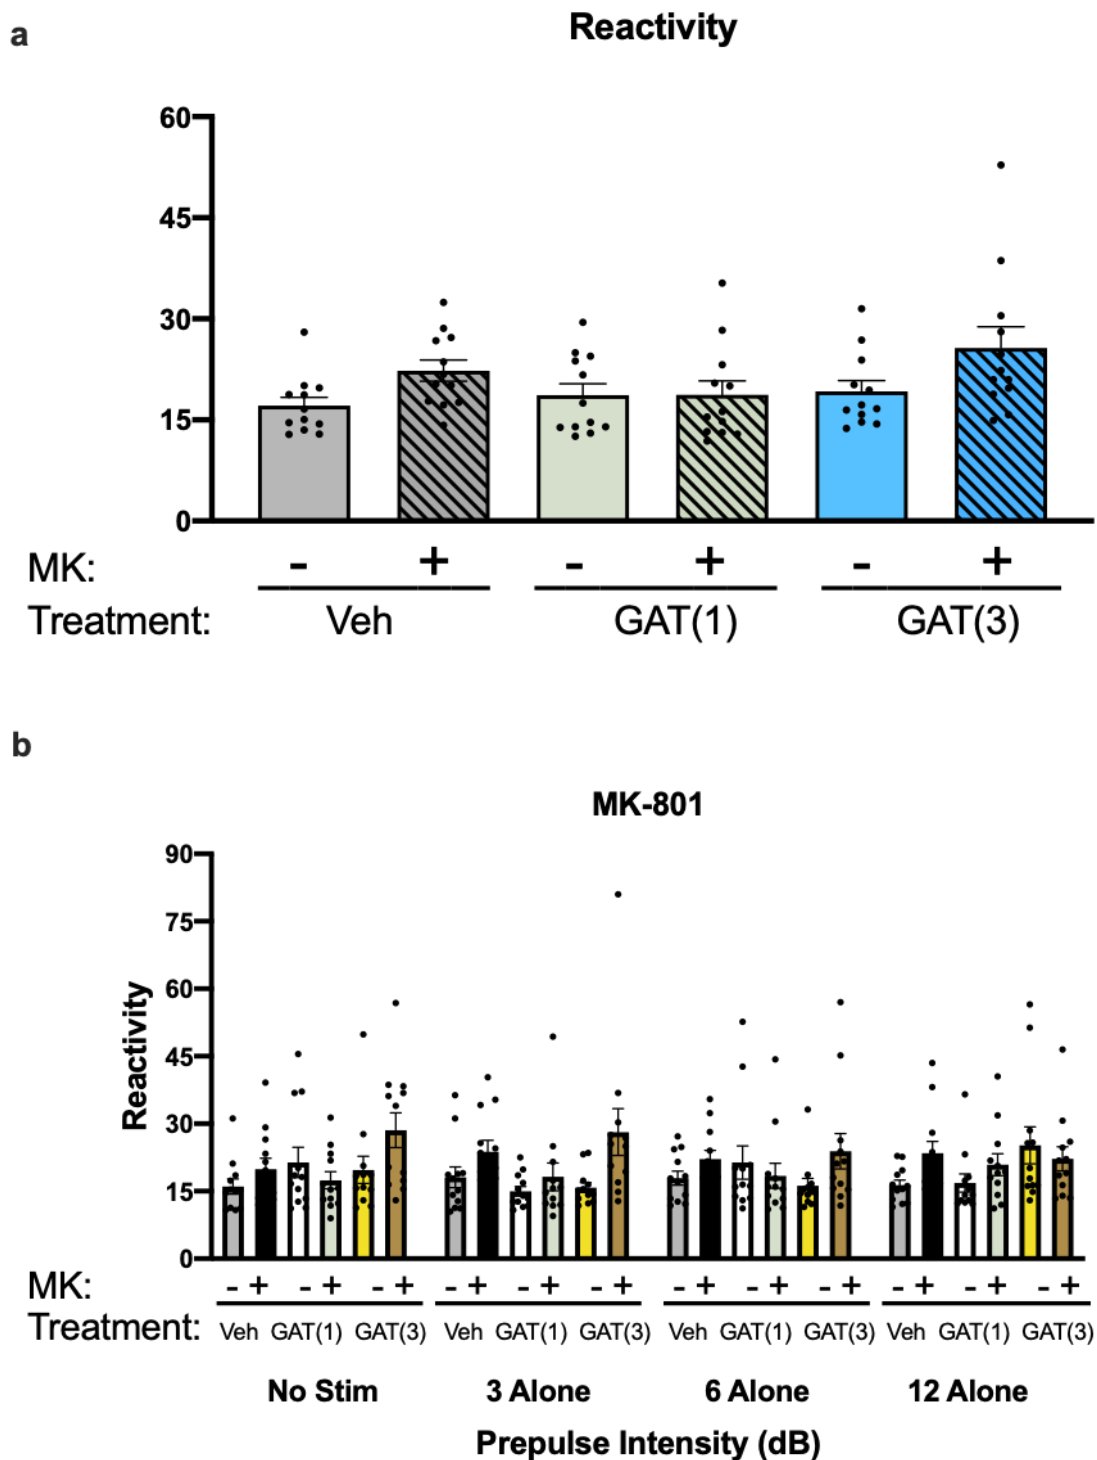 a
Reactivity
60
45
30
15
0
MK: - + - + - +
Treatment: Veh GAT(1) GAT(3)
b
MK-801
90
75
60
45
30
15
0
Reactivity
MK: - + - + - + - + - + - + - + - + - + - + - + - +
Treatment: Veh GAT(1) GAT(3) Veh GAT(1) GAT(3) Veh GAT(1) GAT(3) Veh GAT(1) GAT(3)
No Stim 3 Alone 6 Alone 12 Alone
Prepulse Intensity (dB)